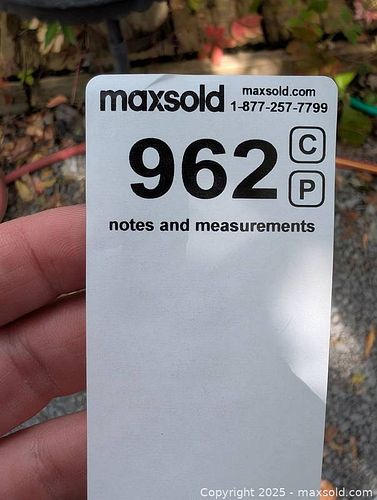 maxsold
maxsold.com
1-877-257-7799
962
C
P
notes and measurements
Copyright 2025 - maxsold.com